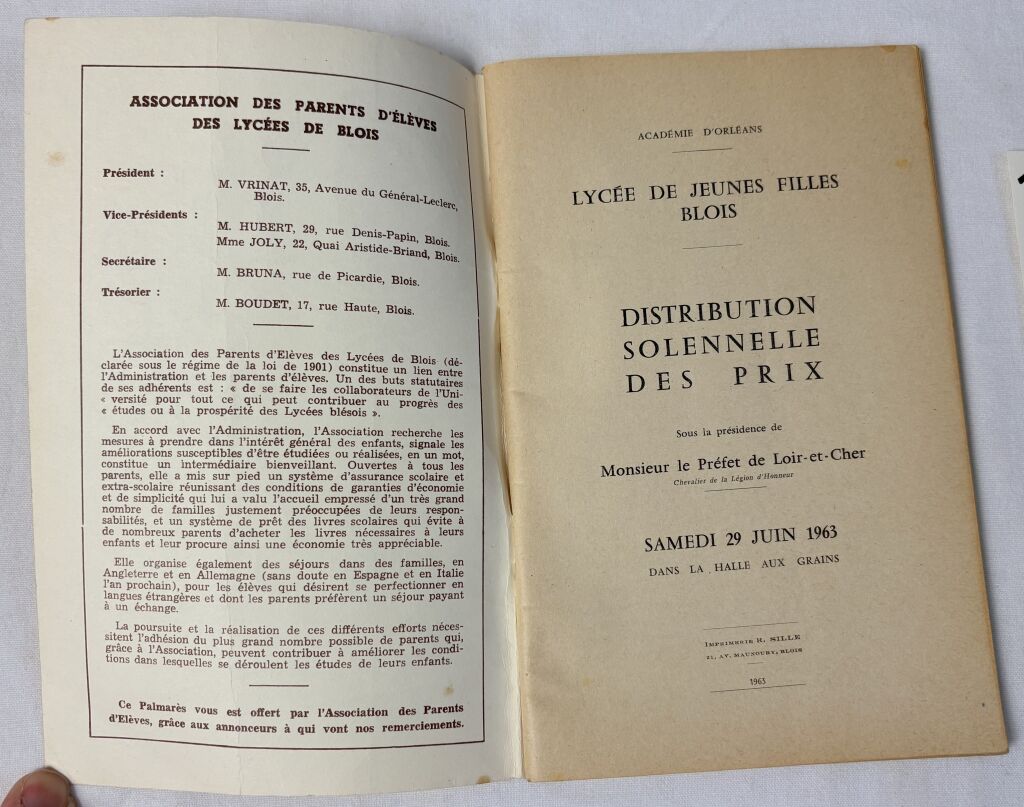 ASSOCIATION DES PARENTS D'ÉLÈVES
DES LYCÉES DE BLOIS
Président :
M. VRINAT, 35, Avenue du Général-Leclerc,
Blois.
Vice-Présidents :
M. HUBERT, 29, rue Denis-Papin, Blois.
Mme JOLY, 22, Quai Aristide-Briand, Blois.
Secrétaire :
M. BRUNA, rue de Picardie, Blois.
Trésorier :
M. BOUDET, 17, rue Haute, Blois.
L'Association des Parents d'Elèves des Lycées de Blois (dé-
clarée sous le régime de la loi de 1901) constitue un lien entre
l'Administration et les parents d'élèves. Un des buts statutaires
de ses adhérents est : « de se faire les collaborateurs de l'Uni-
« versité pour tout ce qui peut contribuer au progrès des
« études ou à la prospérité des Lycées blésois ».
En accord avec l'Administration, l'Association recherche les
mesures à prendre dans l'intérêt général des enfants, signale les
améliorations susceptibles d'être étudiées ou réalisées, en un mot,
constitue un intermédiaire bienveillant. Ouvertes à tous les
parents, elle a mis sur pied un système d'assurance scolaire et
extra-scolaire réunissant des conditions de garanties d'économie
et de simplicité qui lui a valu l'accueil empressé d'un très grand
nombre de familles justement préoccupées de leurs respon-
sabilités, et un système de prêt des livres scolaires qui évite à
de nombreux parents d'acheter les livres nécessaires à leurs
enfants et leur procure ainsi une économie très appréciable.
Elle organise également des séjours dans des familles, en
Angleterre et en Allemagne (sans doute en Espagne et en Italie
l'an prochain), pour les élèves qui désirent se perfectionner en
langues étrangères et dont les parents préfèrent un séjour payant
à un échange.
La poursuite et la réalisation de ces différents efforts néces-
sitent l'adhésion du plus grand nombre possible de parents qui,
grâce à l'Association, peuvent contribuer à améliorer les condi-
tions dans lesquelles se déroulent les études de leurs enfants.
Ce Palmarès vous est offert par l'Association des Parents
d'Elèves, grâce aux annonceurs à qui vont nos remerciements.
ACADÉMIE D'ORLÉANS
LYCÉE DE JEUNES FILLES
BLOIS
DISTRIBUTION
SOLENNELLE
DES PRIX
Sous la présidence de
Monsieur le Préfet de Loir-et-Cher
Chevalier de la Légion d'Honneur
SAMEDI 29 JUIN 1963
DANS LA HALLE AUX GRAINS
IMPRIMERIE R. SILLE
21, AV. MAUNOURY, BLOIS
1963